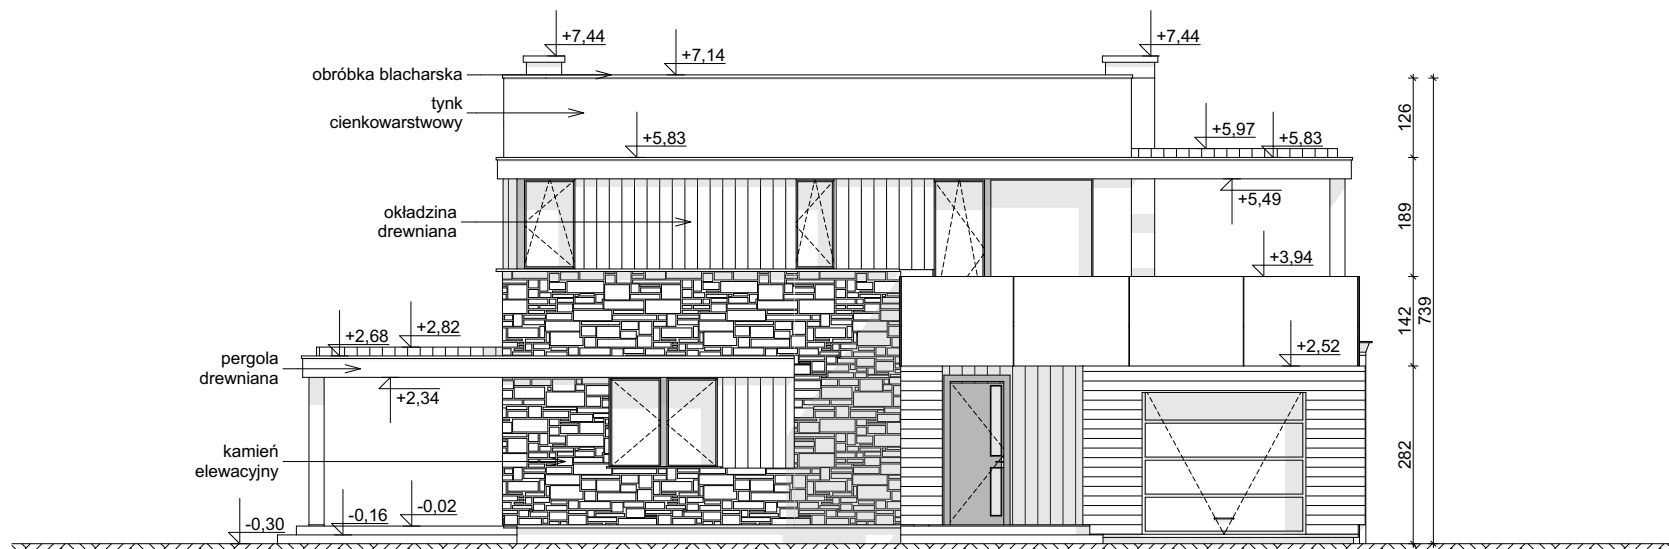 +7,44
+7,44
+7,14
obróbka blacharska
tynk
cienkowarstwowy
126
+5,83
+5,97
+5,83
+5,49
okładzina
drewniana
189
+3,94
142
739
+2,82
+2,68
+2,52
pergola
drewniana
+2,34
kamień
elewacyjny
282
-0,02
-0,16
-0,30